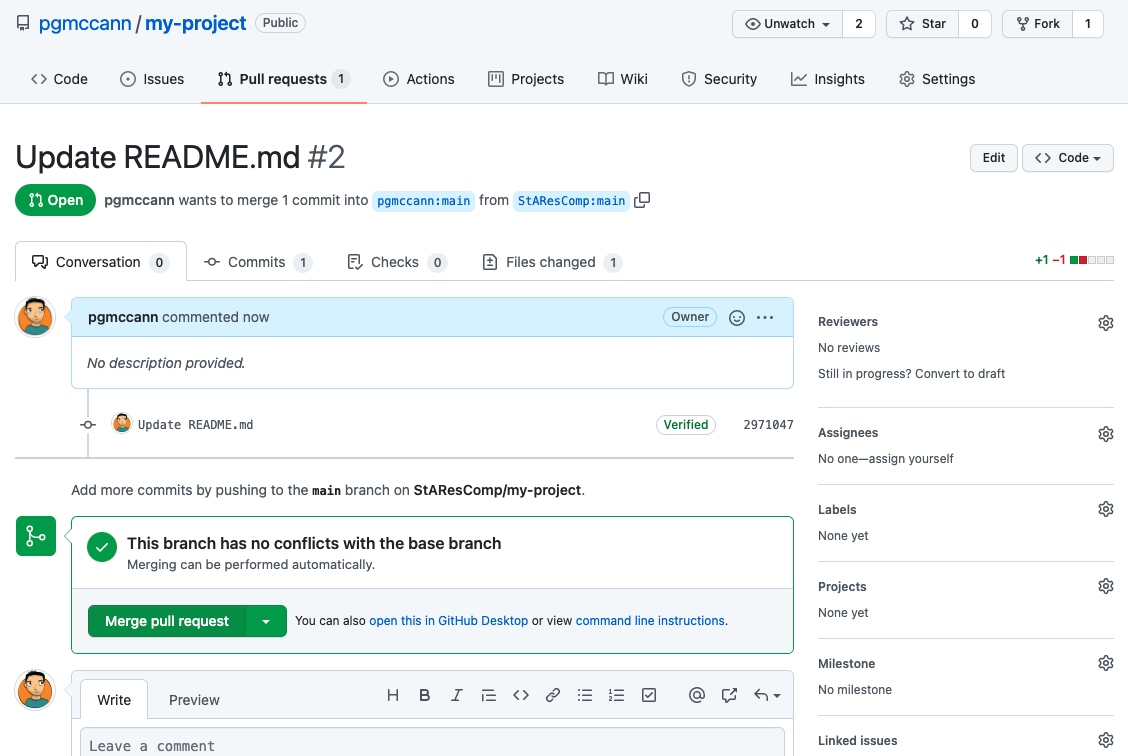 pgmccann / my-project Public Unwatch 2 Star 0 Fork 1
Code Issues Pull requests 1 Actions Projects Wiki Security Insights Settings
Update README.md #2
Edit Code
Open pgmccann wants to merge 1 commit into pgmccann:main from StAResComp:main
Conversation 0 Commits 1 Checks 0 Files changed 1 +1 −1
pgmccann commented now Owner
No description provided.
Update README.md Verified 2971047
Add more commits by pushing to the main branch on StAResComp/my-project.
This branch has no conflicts with the base branch
Merging can be performed automatically.
Merge pull request You can also open this in GitHub Desktop or view command line instructions.
Write Preview
Leave a comment
Reviewers
No reviews
Still in progress? Convert to draft
Assignees
No one—assign yourself
Labels
None yet
Projects
None yet
Milestone
No milestone
Linked issues